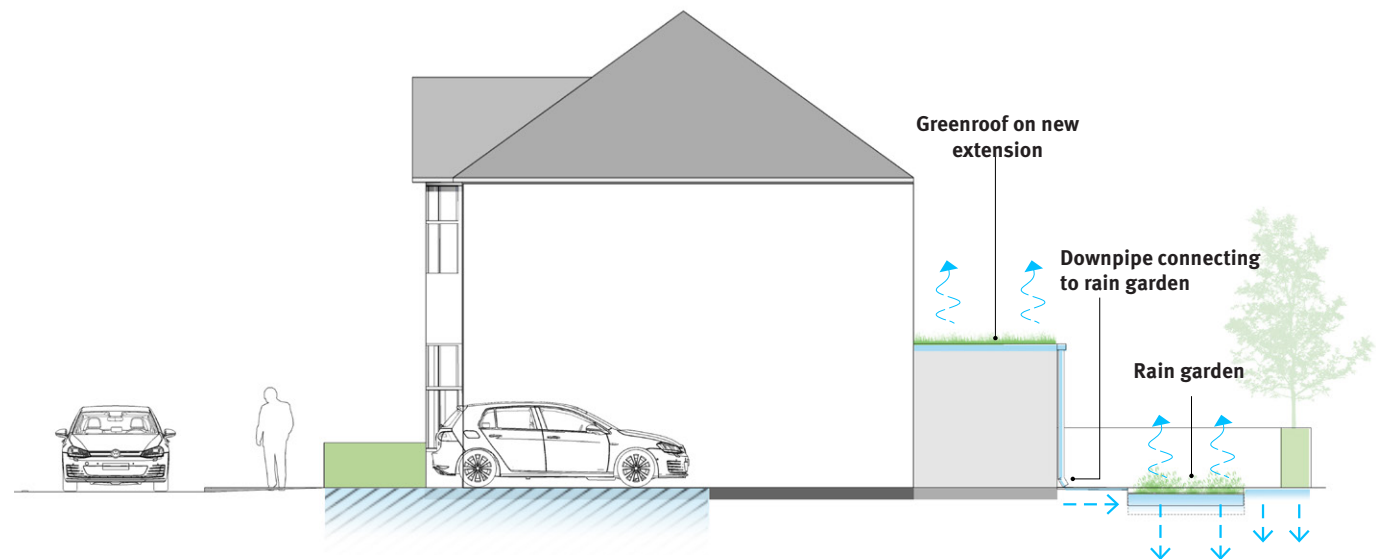 Greenroof on new
extension
Downpipe connecting
to rain garden
Rain garden